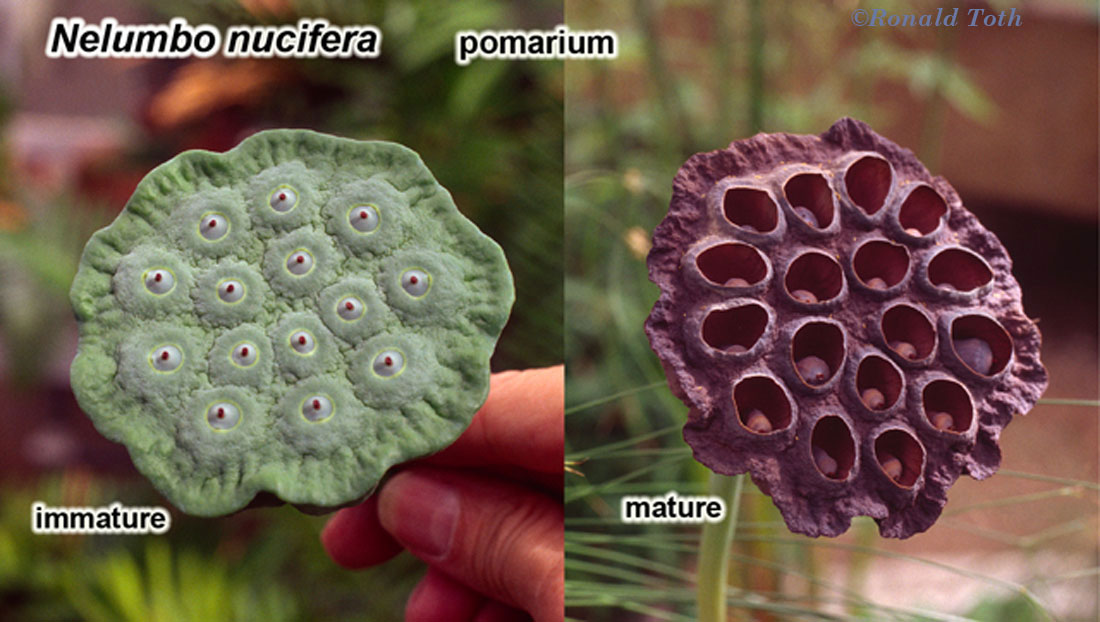 ©Ronald Toth
Nelumbo nucifera
pomarium
immature
mature